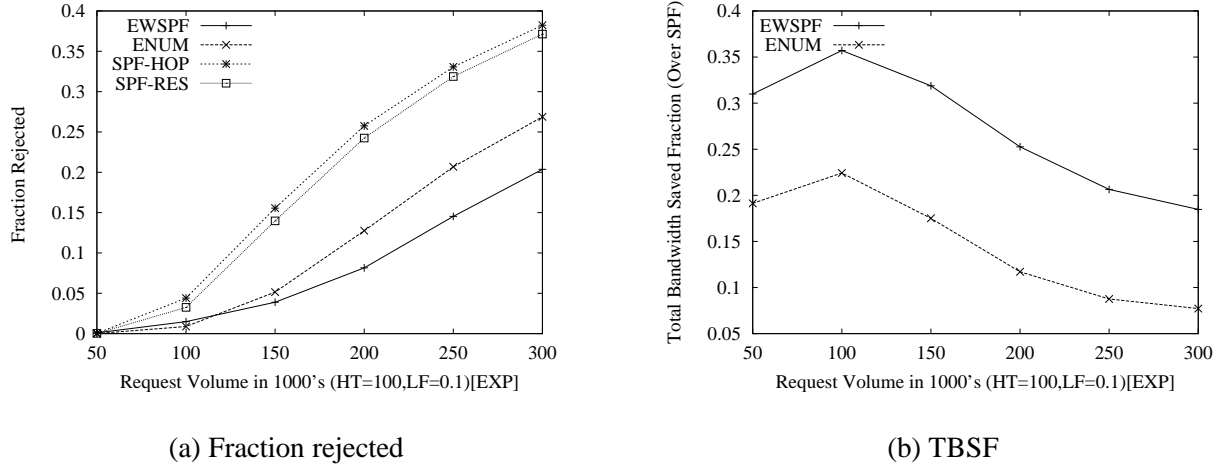 0.4
0.35
0.3
0.25
0.2
0.15
0.1
0.05
0
Fraction Rejected
EWSPF
ENUM
SPF-HOP
SPF-RES
50 100 150 200 250 300
Request Volume in 1000's (HT=100,LF=0.1)[EXP]
(a) Fraction rejected
0.4
0.35
0.3
0.25
0.2
0.15
0.1
0.05
Total Bandwidth Saved Fraction (Over SPF)
EWSPF
ENUM
50 100 150 200 250 300
Request Volume in 1000's (HT=100,LF=0.1)[EXP]
(b) TBSF